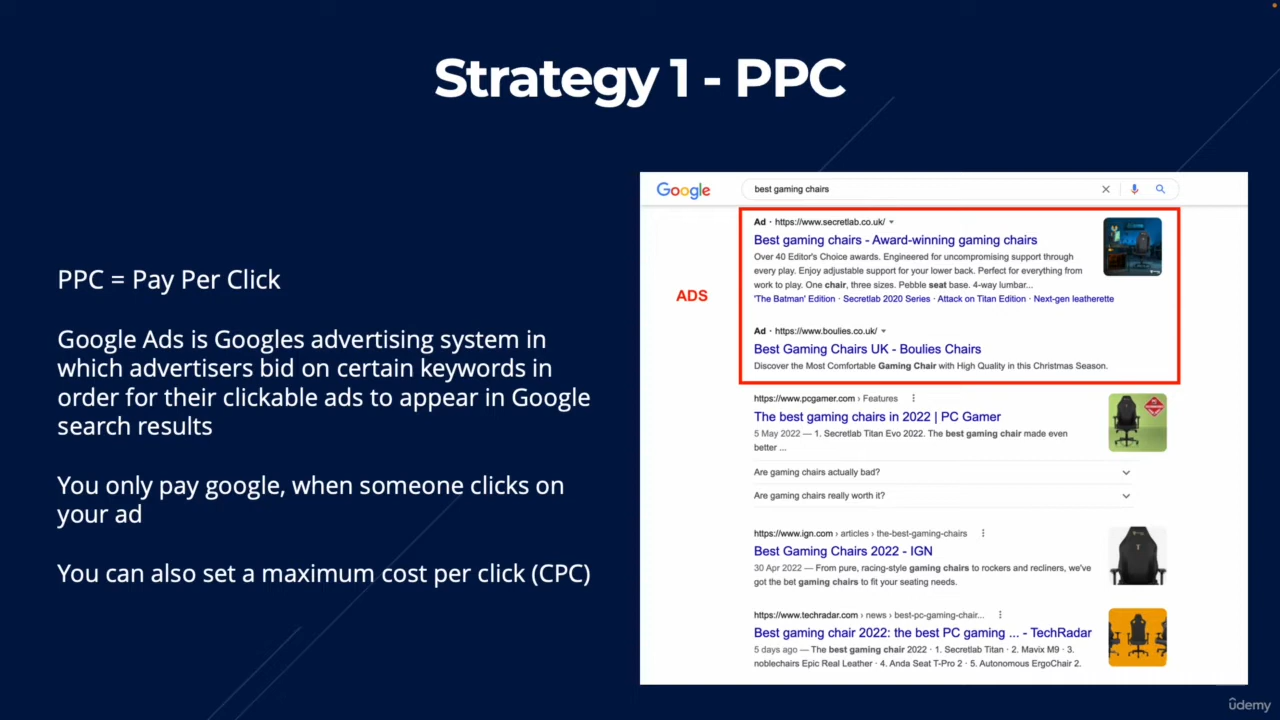 Strategy 1 - PPC
PPC = Pay Per Click
Google Ads is Googles advertising system in
which advertisers bid on certain keywords in
order for their clickable ads to appear in Google
search results
You only pay google, when someone clicks on
your ad
You can also set a maximum cost per click (CPC)
Google
best gaming chairs
ADS
Ad · https://www.secretlab.co.uk/
Best gaming chairs - Award-winning gaming chairs
Over 40 Editor's Choice awards. Engineered for uncompromising support through
every play. Enjoy adjustable support for your lower back. Perfect for everything from
work to play. One chair, three sizes. Pebble seat base. 4-way lumbar...
'The Batman' Edition · Secretlab 2020 Series · Attack on Titan Edition · Next-gen leatherette
Ad · https://www.boulies.co.uk/
Best Gaming Chairs UK - Boulies Chairs
Discover the Most Comfortable Gaming Chair with High Quality in this Christmas Season.
https://www.pcgamer.com › Features
The best gaming chairs in 2022 | PC Gamer
5 May 2022 — 1. Secretlab Titan Evo 2022. The best gaming chair made even
better ...
Are gaming chairs actually bad?
Are gaming chairs really worth it?
https://www.ign.com › articles › the-best-gaming-chairs
Best Gaming Chairs 2022 - IGN
30 Apr 2022 — From pure, racing-style gaming chairs to rockers and recliners, we've
got the bet gaming chairs to fit your seating needs.
https://www.techradar.com › news › best-pc-gaming-chair...
Best gaming chair 2022: the best PC gaming ... - TechRadar
5 days ago — The best gaming chair 2022 · 1. Secretlab Titan · 2. Mavix M9 · 3.
noblechairs Epic Real Leather · 4. Anda Seat T-Pro 2 · 5. Autonomous ErgoChair 2.
ûdemy